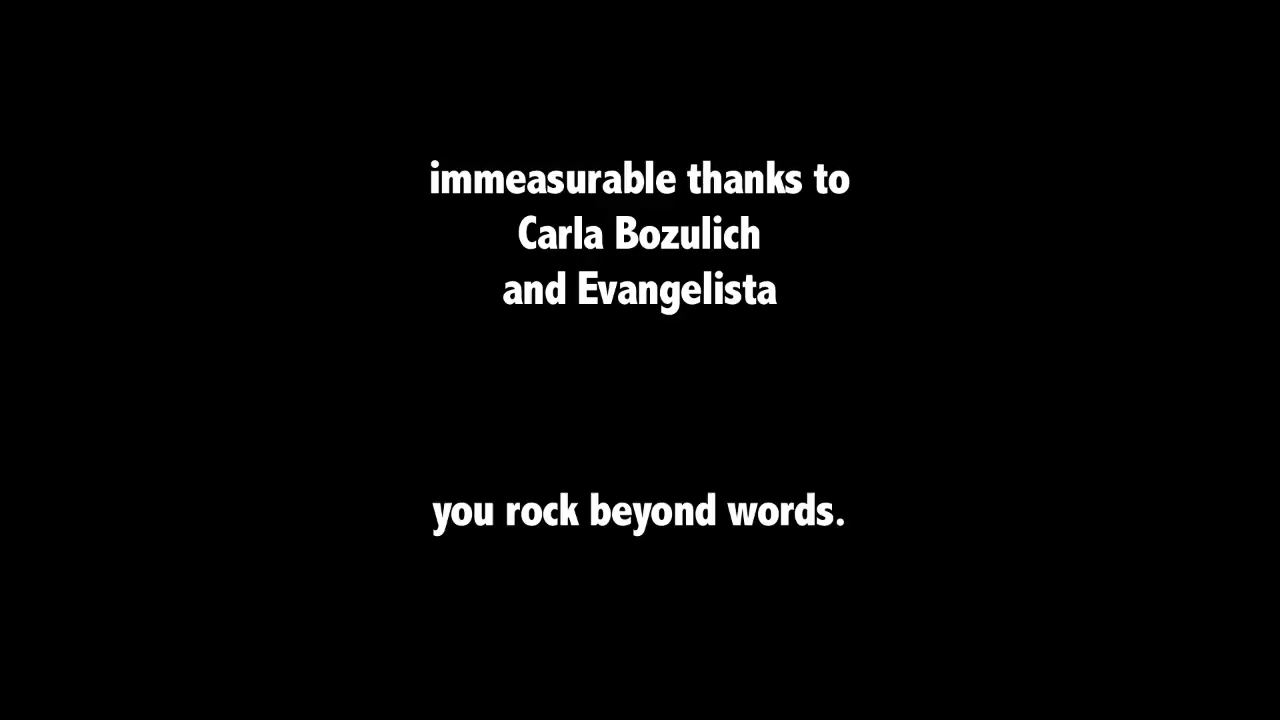 immeasurable thanks to
Carla Bozulich
and Evangelista
you rock beyond words.